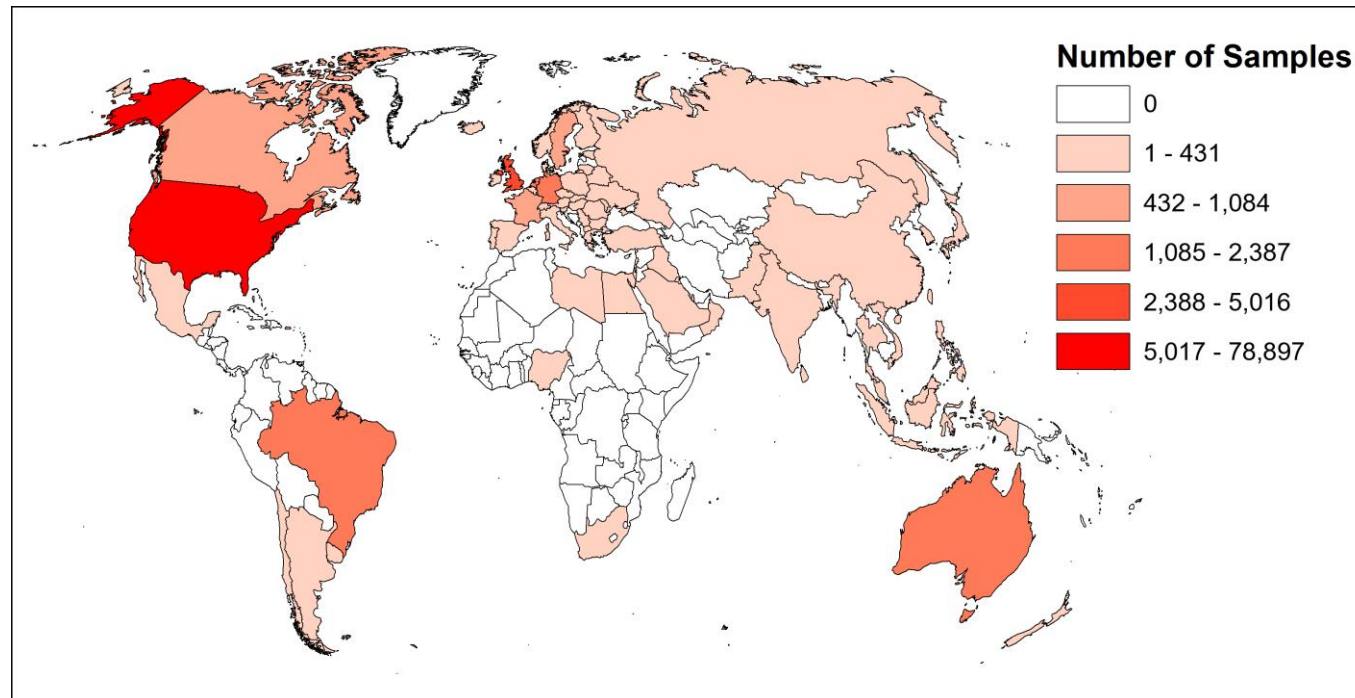 Number of Samples
0
1 - 431
432 - 1,084
1,085 - 2,387
2,388 - 5,016
5,017 - 78,897